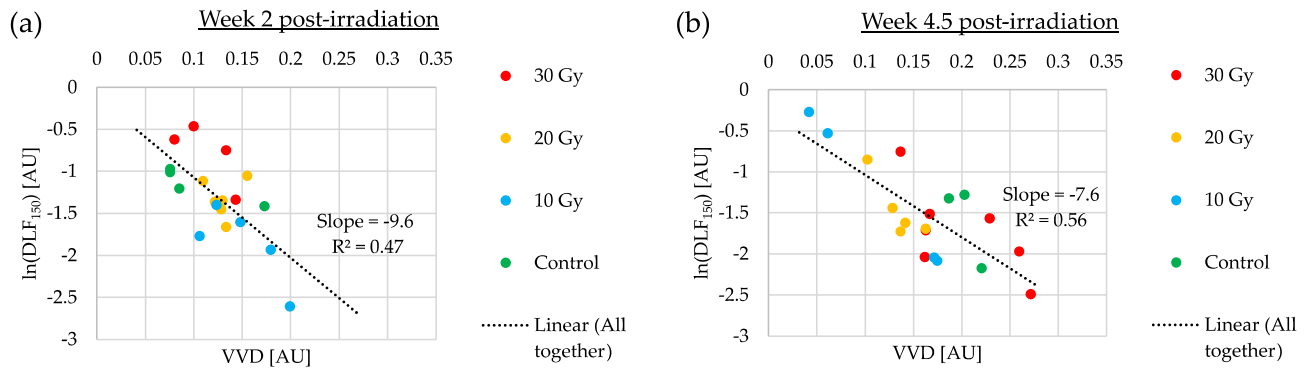 (a)
Week 2 post-irradiation
0 0.05 0.1 0.15 0.2 0.25 0.3 0.35
0
-0.5
-1
-1.5
-2
-2.5
-3
ln(DLF₁₅₀) [AU]
VVD [AU]
Slope = -9.6
R² = 0.47
30 Gy
20 Gy
10 Gy
Control
Linear (All
together)
(b)
Week 4.5 post-irradiation
0 0.05 0.1 0.15 0.2 0.25 0.3 0.35
0
-0.5
-1
-1.5
-2
-2.5
-3
ln(DLF₁₅₀) [AU]
VVD [AU]
Slope = -7.6
R² = 0.56
30 Gy
20 Gy
10 Gy
Control
Linear (All
together)